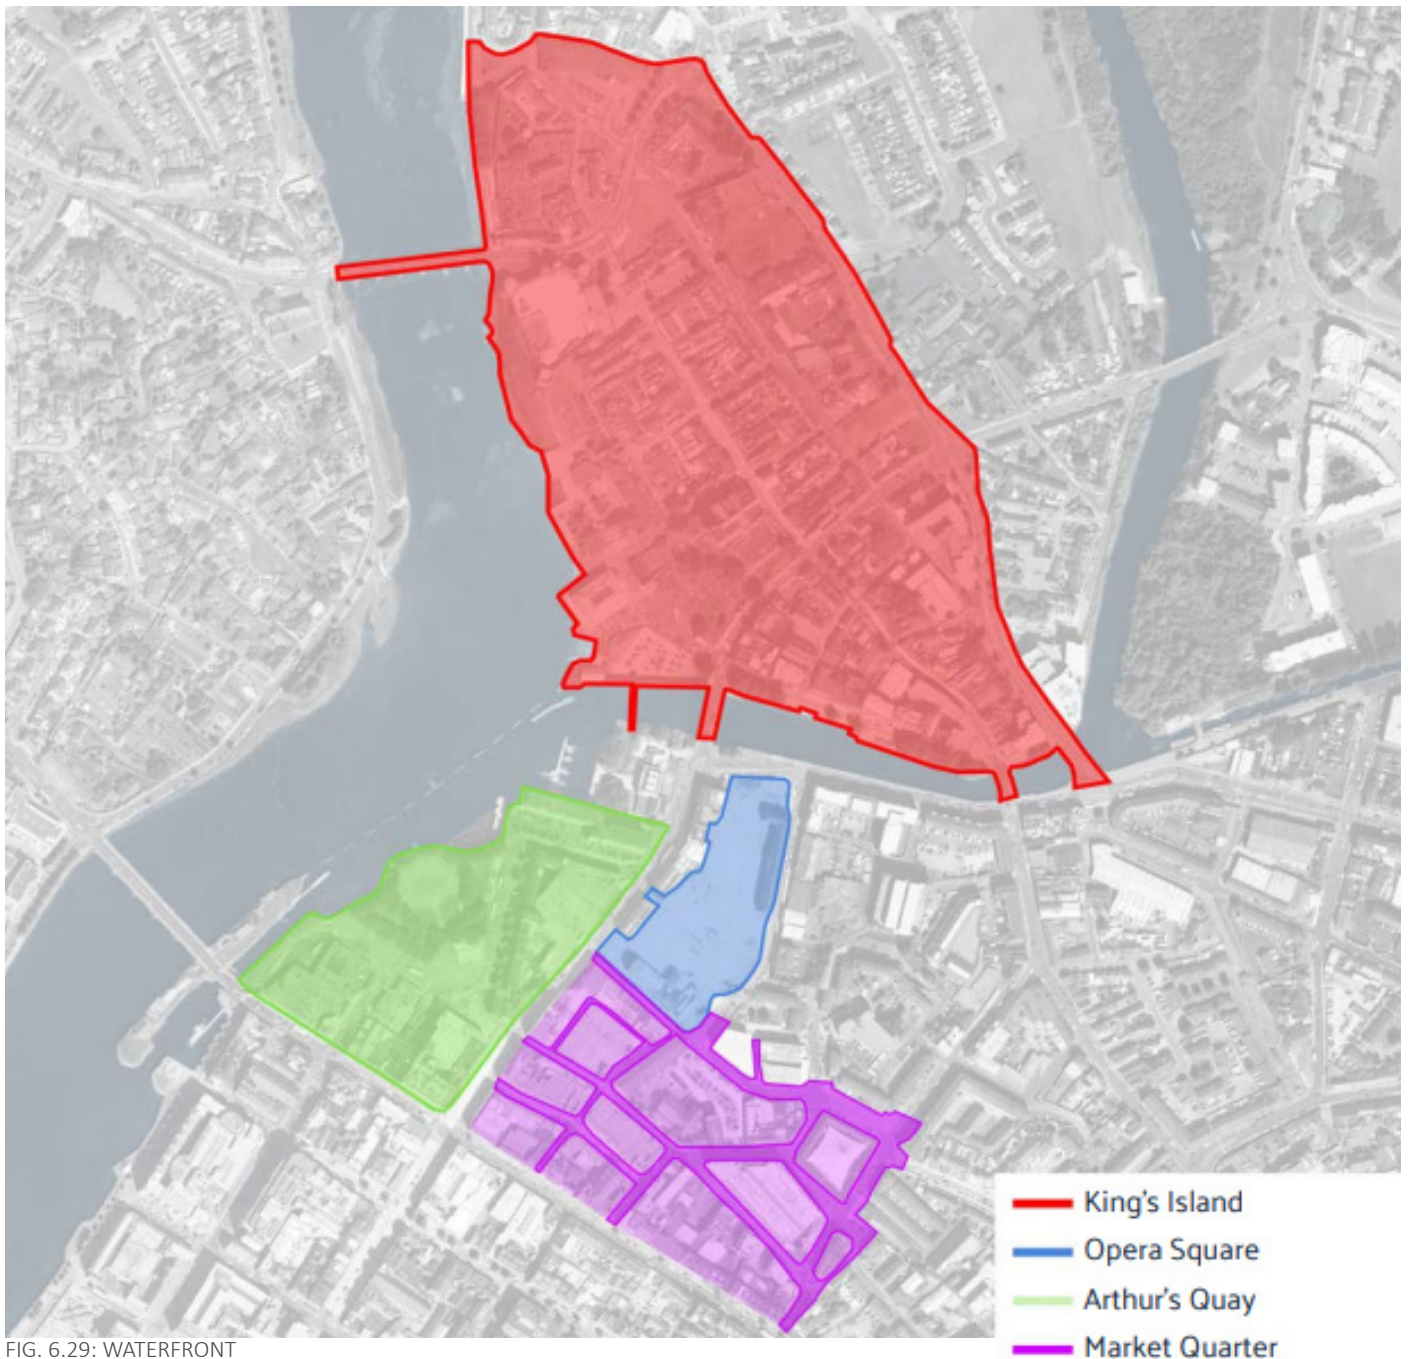 King's Island
Opera Square
Arthur's Quay
Market Quarter
FIG. 6.29: WATERFRONT